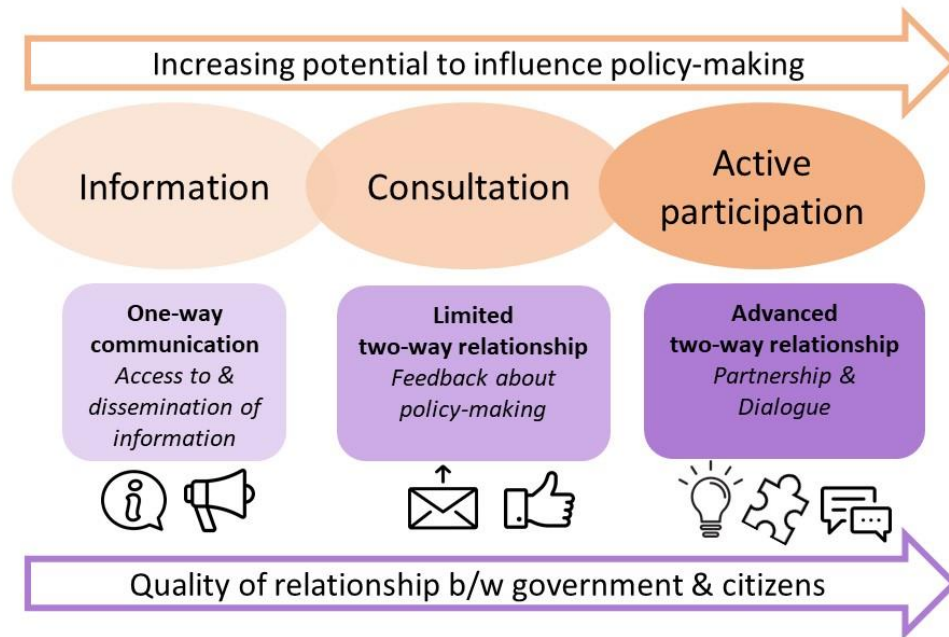 Increasing potential to influence policy-making
Information
Consultation
Active
participation
One-way
communication
Access to &
dissemination of
information
Limited
two-way relationship
Feedback about
policy-making
Advanced
two-way relationship
Partnership &
Dialogue
Quality of relationship b/w government & citizens